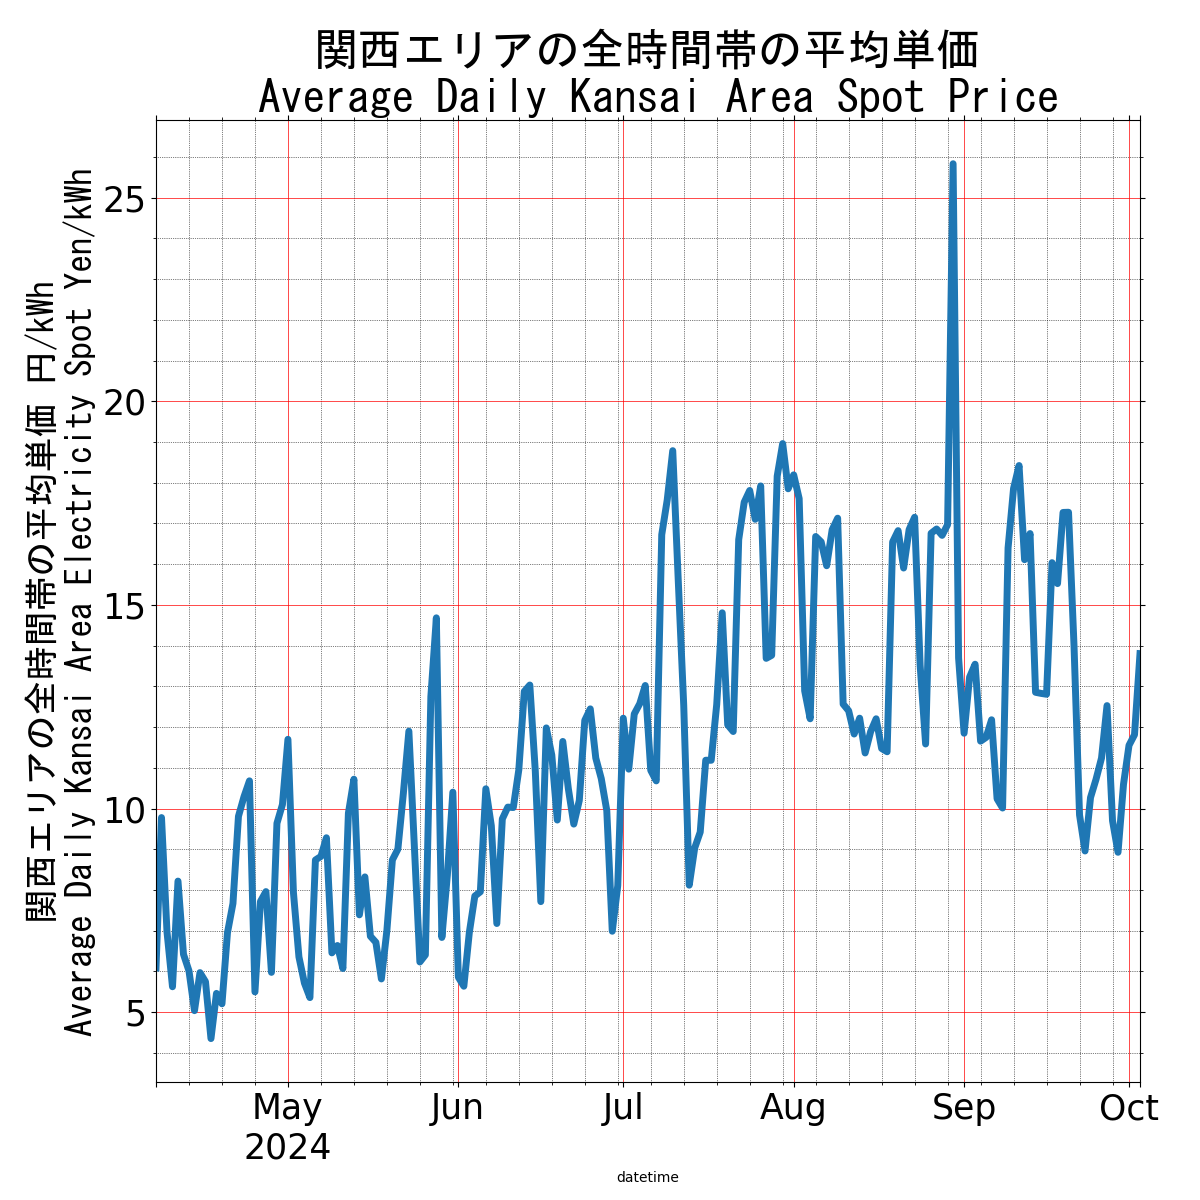 関西エリアの全時間帯の平均単価
Average Daily Kansai Area Spot Price
関西エリアの全時間帯の平均単価 円/kWh
Average Daily Kansai Area Electricity Spot Yen/kWh
25
20
15
10
5
May
2024
Jun
Jul
Aug
Sep
Oct
datetime